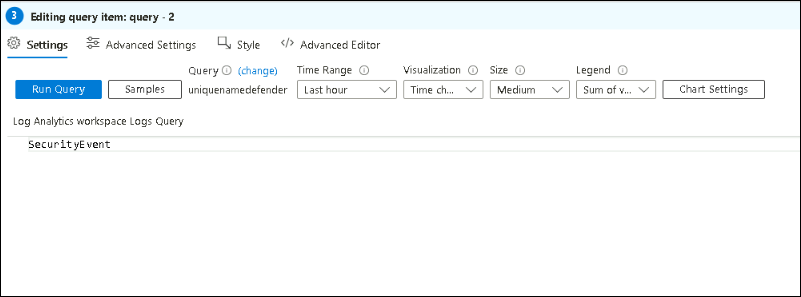 3 Editing query item: query - 2
Settings Advanced Settings Style </> Advanced Editor
Query (change) Time Range Visualization Size Legend
Run Query Samples uniquenamedefender Last hour Time ch... Medium Sum of v... Chart Settings
Log Analytics workspace Logs Query
SecurityEvent